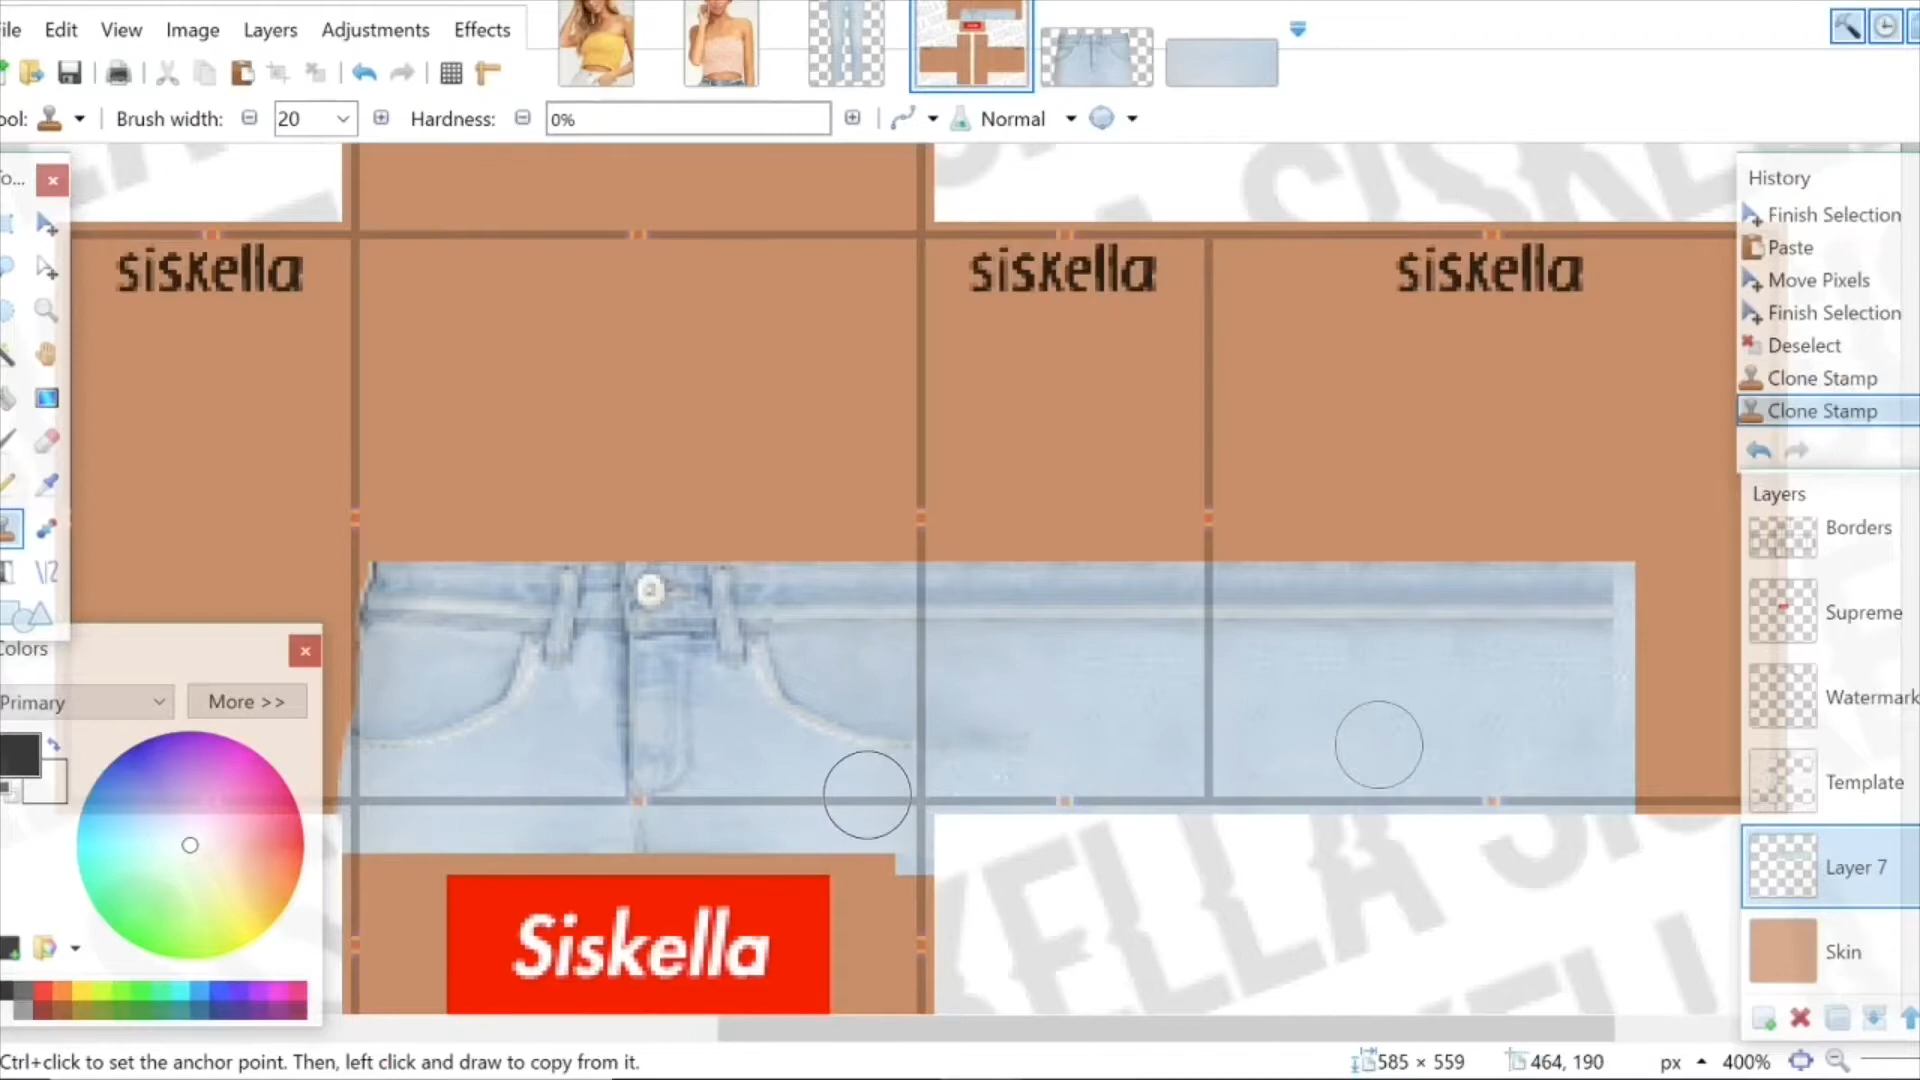 ile Edit View Image Layers Adjustments Effects
ool: Brush width: 20 Hardness: 0% Normal
o...
siskella siskella siskella
History
Finish Selection
Paste
Move Pixels
Finish Selection
Deselect
Clone Stamp
Clone Stamp
Layers
Borders
Supreme
Watermark
Template
Layer 7
Skin
Colors
Primary More >>
Siskella
Ctrl+click to set the anchor point. Then, left click and draw to copy from it. 585 × 559 464, 190 px 400%